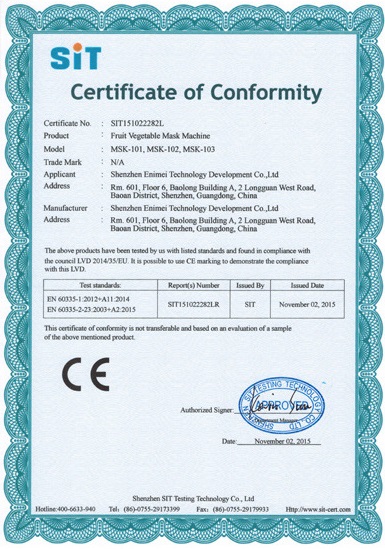 SiT
Certificate of Conformity
Certificate No. : SIT151022282L
Product : Fruit Vegetable Mask Machine
Model : MSK-101, MSK-102, MSK-103
Trade Mark : N/A
Applicant : Shenzhen Enimei Technology Development Co.,Ltd
Address : Rm. 601, Floor 6, Baolong Building A, 2 Longguan West Road,
Baoan District, Shenzhen, Guangdong, China
Manufacturer : Shenzhen Enimei Technology Development Co.,Ltd
Address : Rm. 601, Floor 6, Baolong Building A, 2 Longguan West Road,
Baoan District, Shenzhen, Guangdong, China
The above products have been tested by us with listed standards and found in compliance with
the council LVD 2014/35/EU. It is possible to use CE marking to demonstrate the compliance
with this LVD.
Test standards: Report(s) Number Issued By Issued Date
EN 60335-1:2012+A11:2014
EN 60335-2-23:2003+A2:2015
SIT151022282LR SIT November 02, 2015
This certificate of conformity is not transferable and based on an evaluation of a sample
of the above mentioned product.
CE
SIT TESTING TECHNOLOGY CO., LTD
APPROVED
Authorized Signer:
Department Manager
SHENZHEN
Date: November 02, 2015
Shenzhen SIT Testing Technology Co., Ltd
Hotline:400-6633-940 Tel: (86)-0755-29173399 Fax: (86)-0755-29179933 Http://www.sit-cert.com